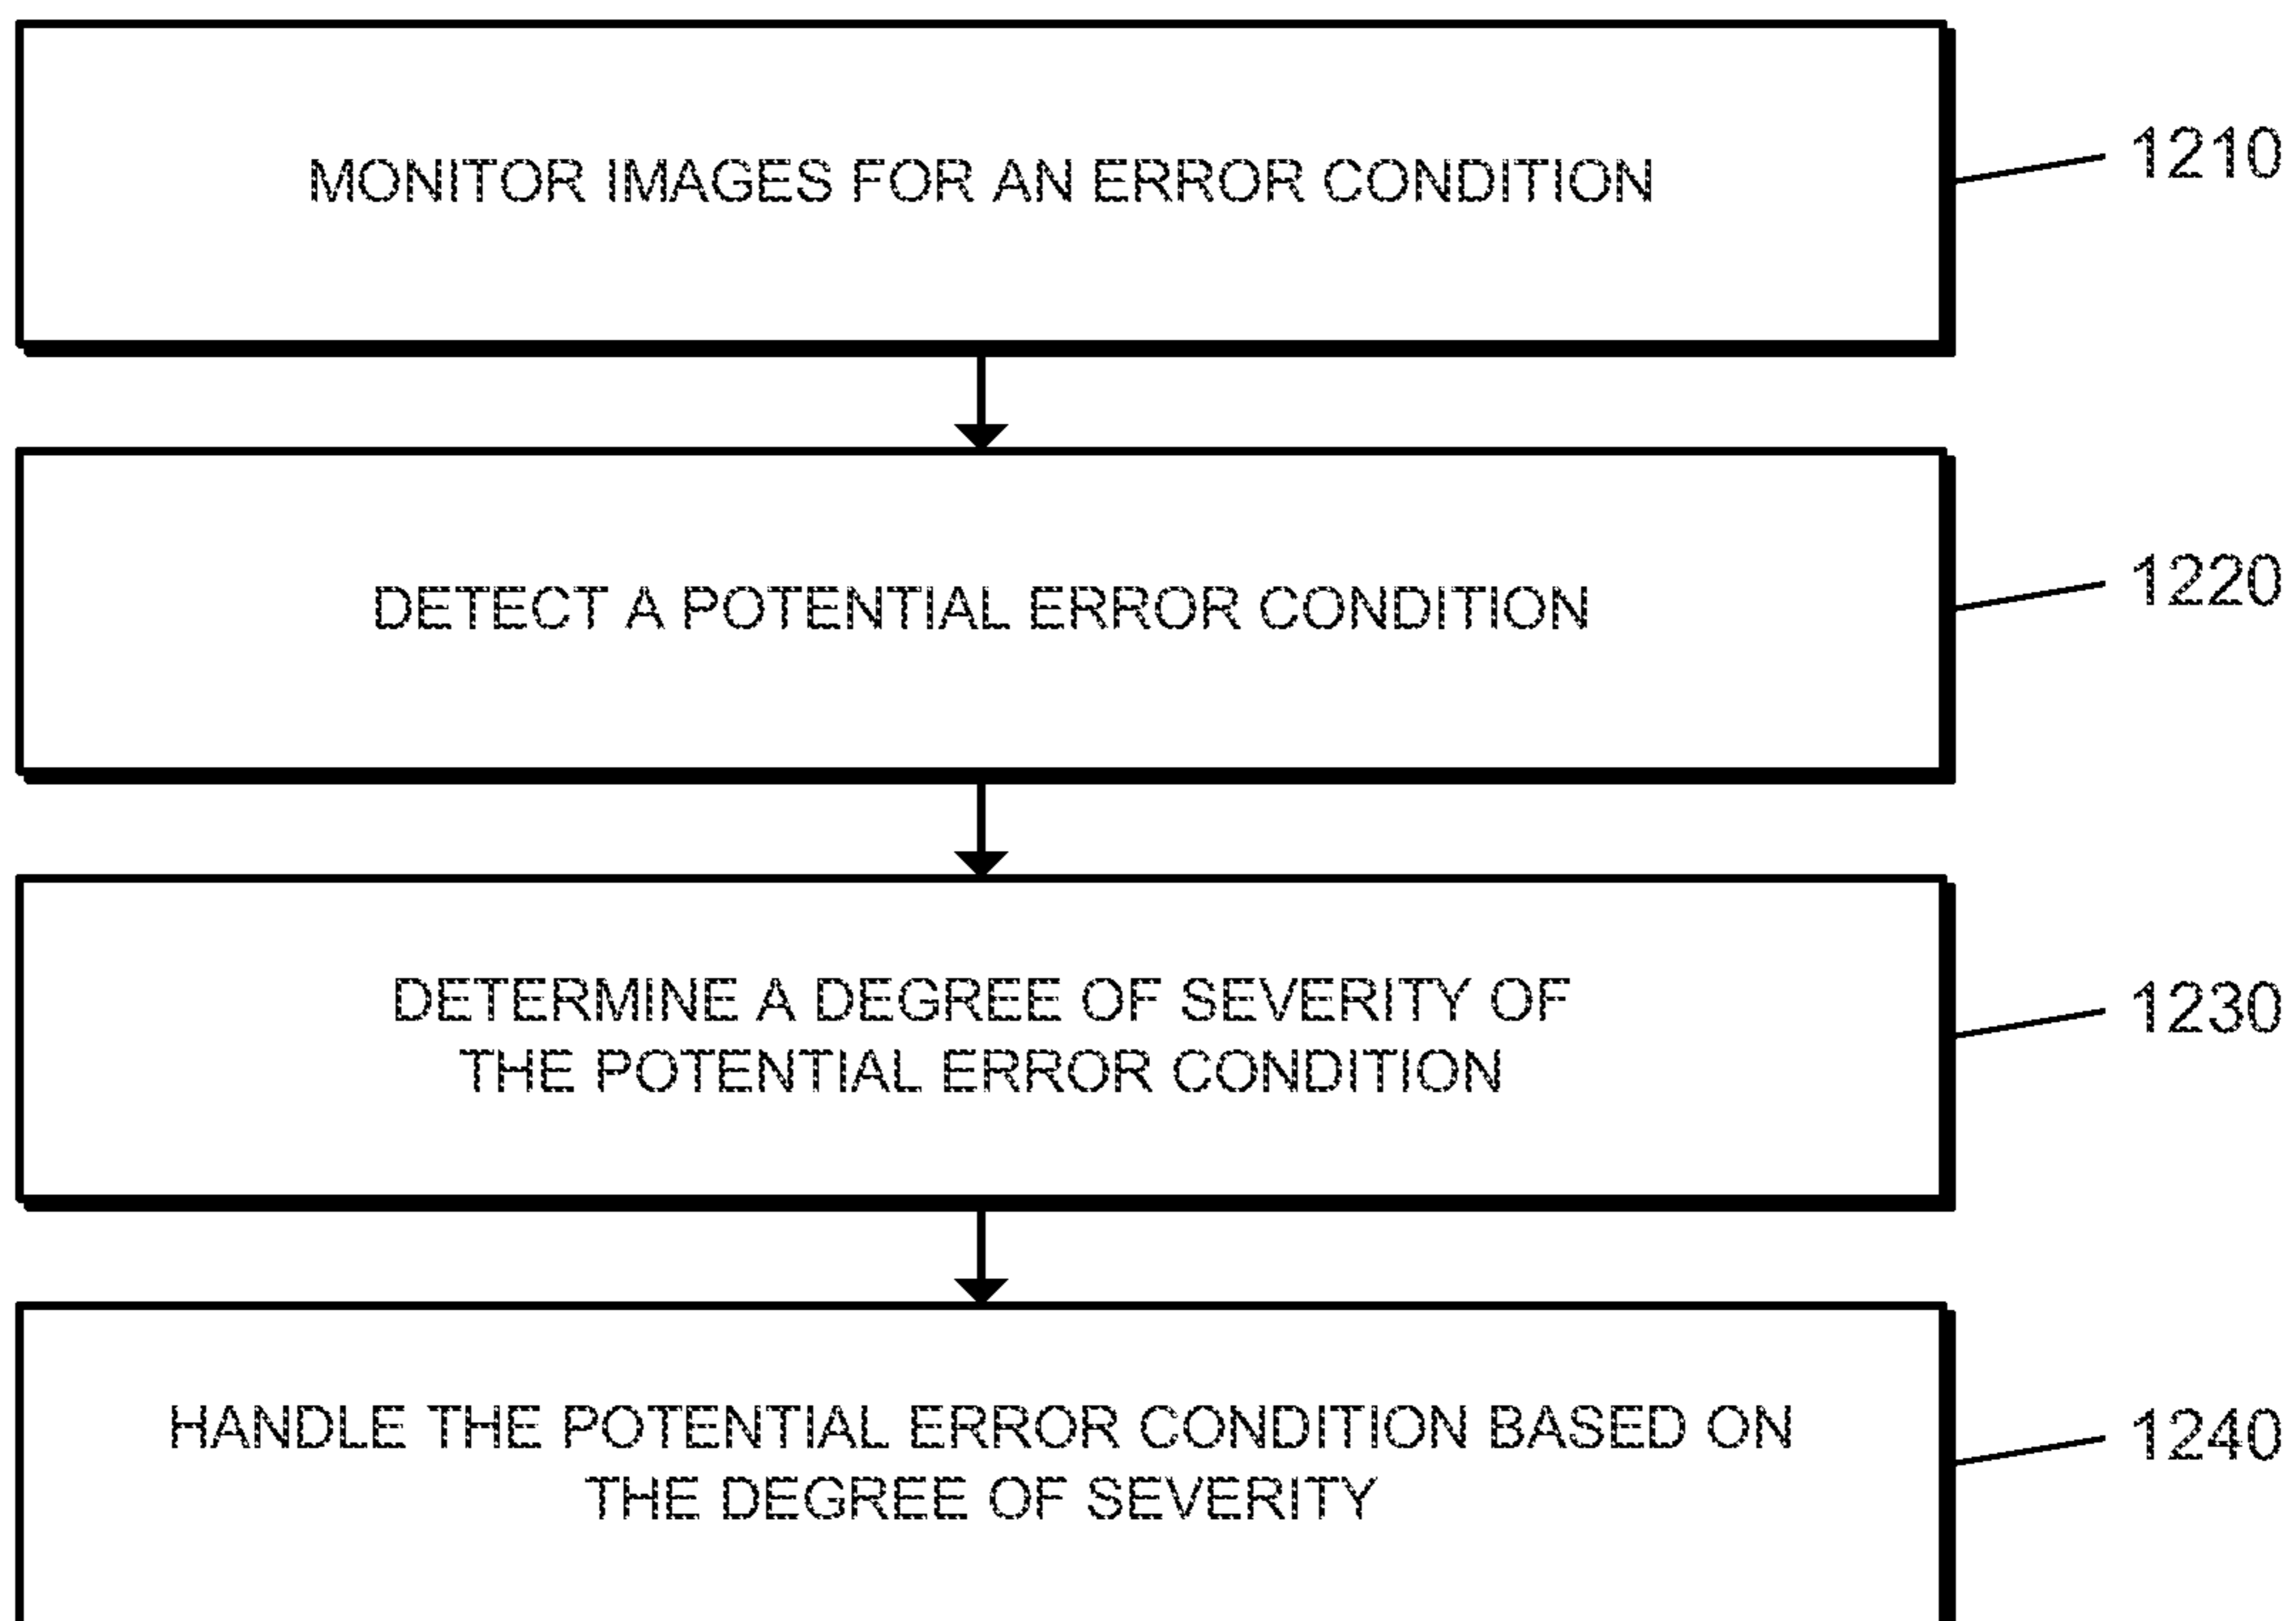 MONITOR IMAGES FOR AN ERROR CONDITION
1210
DETECT A POTENTIAL ERROR CONDITION
1220
DETERMINE A DEGREE OF SEVERITY OF
THE POTENTIAL ERROR CONDITION
1230
HANDLE THE POTENTIAL ERROR CONDITION BASED ON
THE DEGREE OF SEVERITY
1240